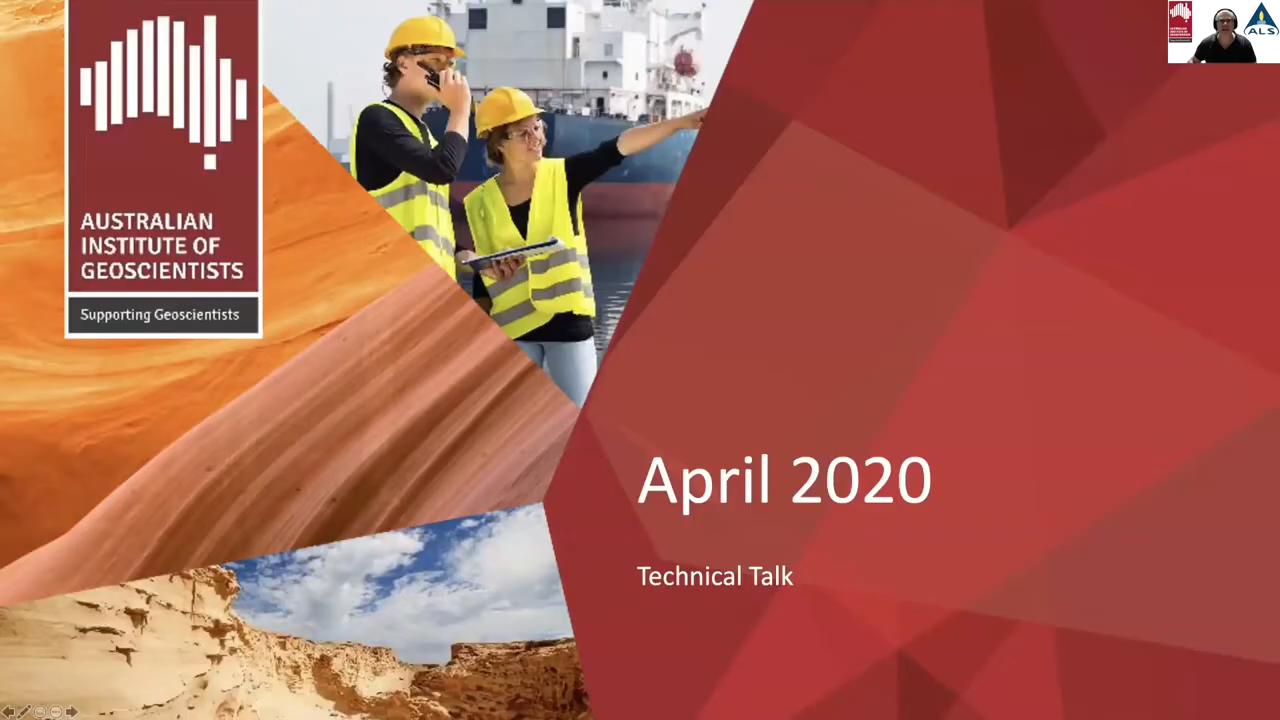 AUSTRALIAN
INSTITUTE OF
GEOSCIENTISTS
Supporting Geoscientists
April 2020
Technical Talk
ALS